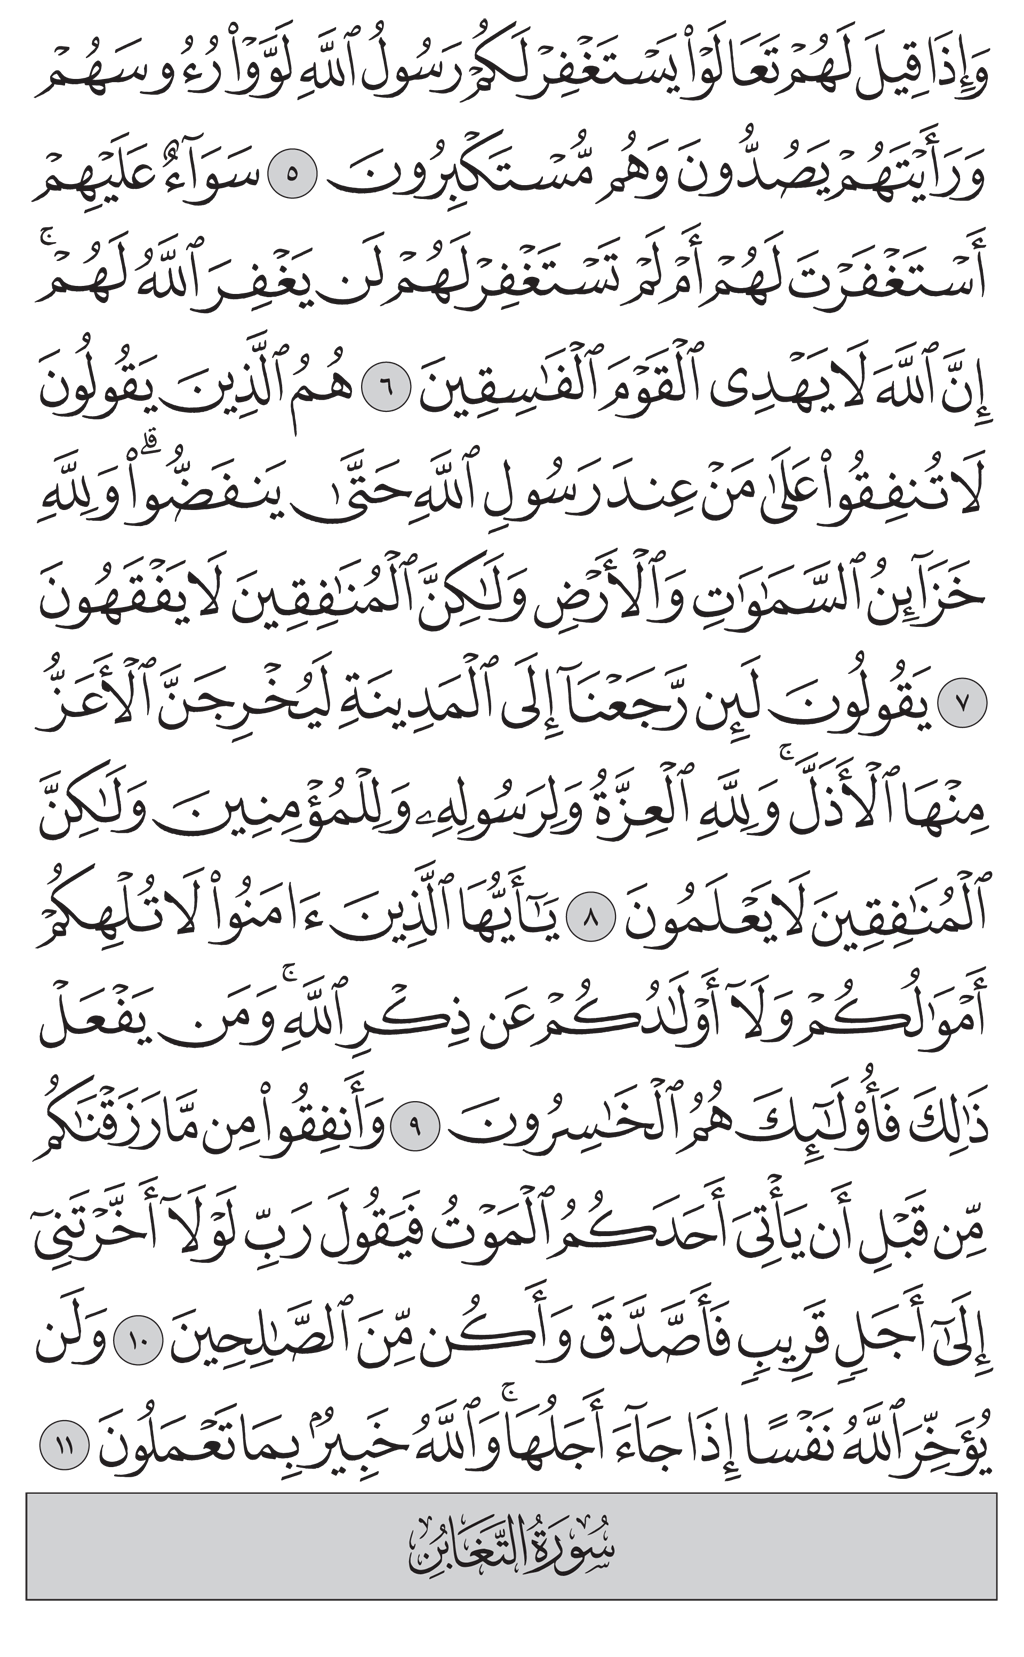 وَإِذَا قِيلَ لَهُمْ تَعَالَوْا۟ يَسْتَغْفِرْ لَكُمْ رَسُولُ ٱللَّهِ لَوَّوْا۟ رُءُوسَهُمْ
وَرَأَيْتَهُمْ يَصُدُّونَ وَهُم مُّسْتَكْبِرُونَ ٥ سَوَآءٌ عَلَيْهِمْ
أَسْتَغْفَرْتَ لَهُمْ أَمْ لَمْ تَسْتَغْفِرْ لَهُمْ لَن يَغْفِرَ ٱللَّهُ لَهُمْ ۚ
إِنَّ ٱللَّهَ لَا يَهْدِى ٱلْقَوْمَ ٱلْفَـٰسِقِينَ ٦ هُمُ ٱلَّذِينَ يَقُولُونَ
لَا تُنفِقُوا۟ عَلَىٰ مَنْ عِندَ رَسُولِ ٱللَّهِ حَتَّىٰ يَنفَضُّوا۟ ۗ وَلِلَّهِ
خَزَآئِنُ ٱلسَّمَـٰوَٰتِ وَٱلْأَرْضِ وَلَـٰكِنَّ ٱلْمُنَـٰفِقِينَ لَا يَفْقَهُونَ
٧ يَقُولُونَ لَئِن رَّجَعْنَآ إِلَى ٱلْمَدِينَةِ لَيُخْرِجَنَّ ٱلْأَعَزُّ
مِنْهَا ٱلْأَذَلَّ ۚ وَلِلَّهِ ٱلْعِزَّةُ وَلِرَسُولِهِۦ وَلِلْمُؤْمِنِينَ وَلَـٰكِنَّ
ٱلْمُنَـٰفِقِينَ لَا يَعْلَمُونَ ٨ يَـٰٓأَيُّهَا ٱلَّذِينَ ءَامَنُوا۟ لَا تُلْهِكُمْ
أَمْوَٰلُكُمْ وَلَآ أَوْلَـٰدُكُمْ عَن ذِكْرِ ٱللَّهِ ۚ وَمَن يَفْعَلْ
ذَٰلِكَ فَأُو۟لَـٰٓئِكَ هُمُ ٱلْخَـٰسِرُونَ ٩ وَأَنفِقُوا۟ مِن مَّا رَزَقْنَـٰكُم
مِّن قَبْلِ أَن يَأْتِىَ أَحَدَكُمُ ٱلْمَوْتُ فَيَقُولَ رَبِّ لَوْلَآ أَخَّرْتَنِىٓ
إِلَىٰٓ أَجَلٍ قَرِيبٍ فَأَصَّدَّقَ وَأَكُن مِّنَ ٱلصَّـٰلِحِينَ ١٠ وَلَن
يُؤَخِّرَ ٱللَّهُ نَفْسًا إِذَا جَآءَ أَجَلُهَا ۚ وَٱللَّهُ خَبِيرٌۢ بِمَا تَعْمَلُونَ ١١
سُورَةُ التَّغَابُنِ